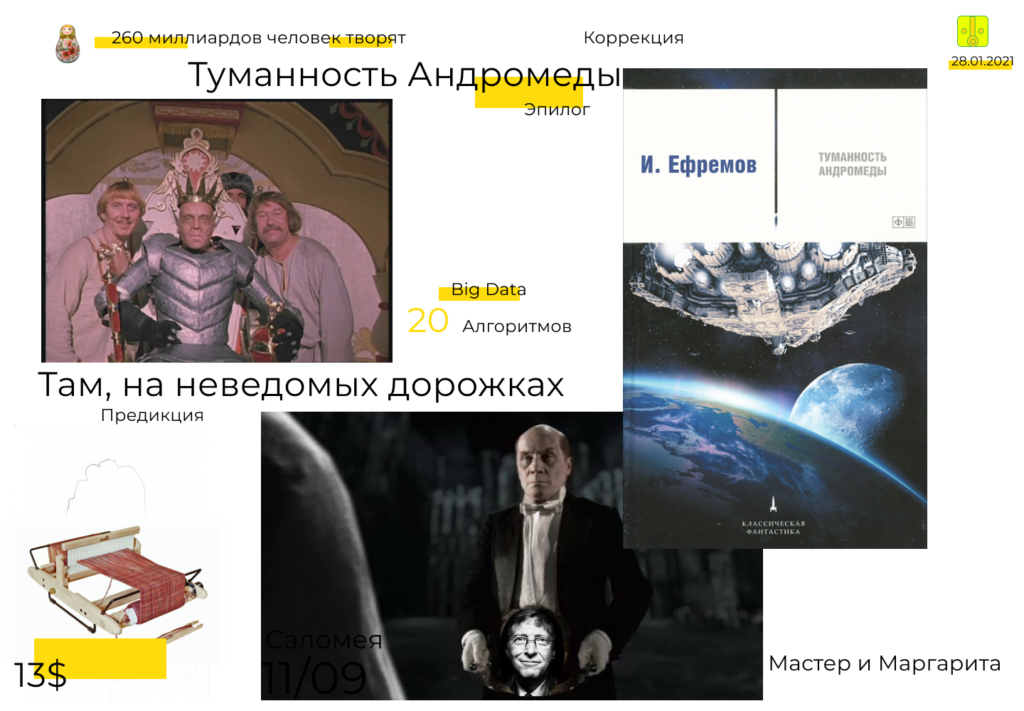 260 миллиардов человек творят
Коррекция
28.01.2021
Туманность Андромеды
Эпилог
И. Ефремов
ТУМАННОСТЬ
АНДРОМЕДЫ
Big Data
20 Алгоритмов
Там, на неведомых дорожках
Предикция
КЛАССИЧЕСКАЯ
ФАНТАСТИКА
Саломея
11/09
13$
Мастер и Маргарита